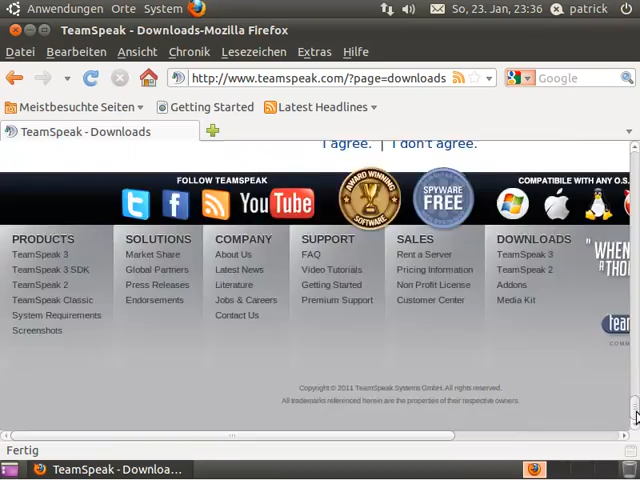 Anwendungen Orte System So, 23. Jan, 23:36 patrick
TeamSpeak - Downloads-Mozilla Firefox
Datei Bearbeiten Ansicht Chronik Lesezeichen Extras Hilfe
http://www.teamspeak.com/?page=downloads Google
Meistbesuchte Seiten Getting Started Latest Headlines
TeamSpeak - Downloads
I agree. | I don't agree.
FOLLOW TEAMSPEAK
YouTube
AWARD WINNING
SOFTWARE
SPYWARE
FREE
COMPATIBLE WITH ANY O.S.
PRODUCTS
TeamSpeak 3
TeamSpeak 3 SDK
TeamSpeak 2
TeamSpeak Classic
System Requirements
Screenshots
SOLUTIONS
Market Share
Global Partners
Press Releases
Endorsements
COMPANY
About Us
Latest News
Literature
Jobs & Careers
Contact Us
SUPPORT
FAQ
Video Tutorials
Getting Started
Premium Support
SALES
Rent a Server
Pricing Information
Non Profit License
Customer Center
DOWNLOADS
TeamSpeak 3
TeamSpeak 2
Addons
Media Kit
"WHEN
A THO
team
COMM
Copyright © 2011 TeamSpeak Systems GmbH. All rights reserved.
All trademarks referenced herein are the properties of their respective owners.
Fertig
TeamSpeak - Downloa...